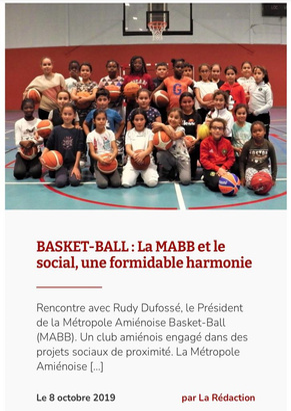 BASKET-BALL : La MABB et le
social, une formidable harmonie
Rencontre avec Rudy Dufossé, le Président
de la Métropole Amiénoise Basket-Ball
(MABB). Un club amiénois engagé dans des
projets sociaux de proximité. La Métropole
Amiénoise [...]
Le 8 octobre 2019
par La Rédaction